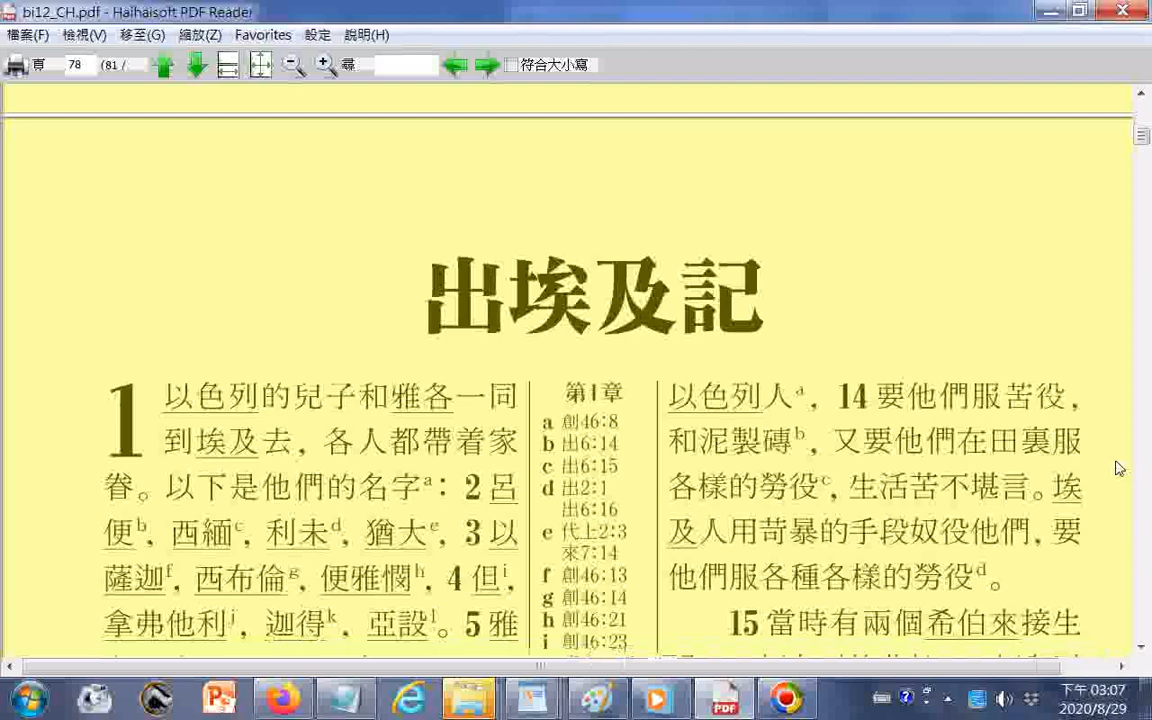 bi12_CH.pdf - Haihaisoft PDF Reader
檔案(F) 檢視(V) 移至(G) 縮放(Z) Favorites 設定 說明(H)
頁 78 (81 / 尋 符合大小寫
出埃及記
1 以色列的兒子和雅各一同
到埃及去，各人都帶着家
眷。以下是他們的名字a：2 呂
便b，西緬c，利未d，猶大e，3 以
薩迦f，西布倫g，便雅憫h，4 但i，
拿弗他利j，迦得k，亞設l。5 雅
第1章
a 創46:8
b 出6:14
c 出6:15
d 出2:1
出6:16
e 代上2:3
來7:14
f 創46:13
g 創46:14
h 創46:21
i 創46:23
以色列人a，14 要他們服苦役，
和泥製磚b，又要他們在田裏服
各樣的勞役c，生活苦不堪言。埃
及人用苛暴的手段奴役他們，要
他們服各種各樣的勞役d。
15 當時有兩個希伯來接生
下午 03:07
2020/8/29